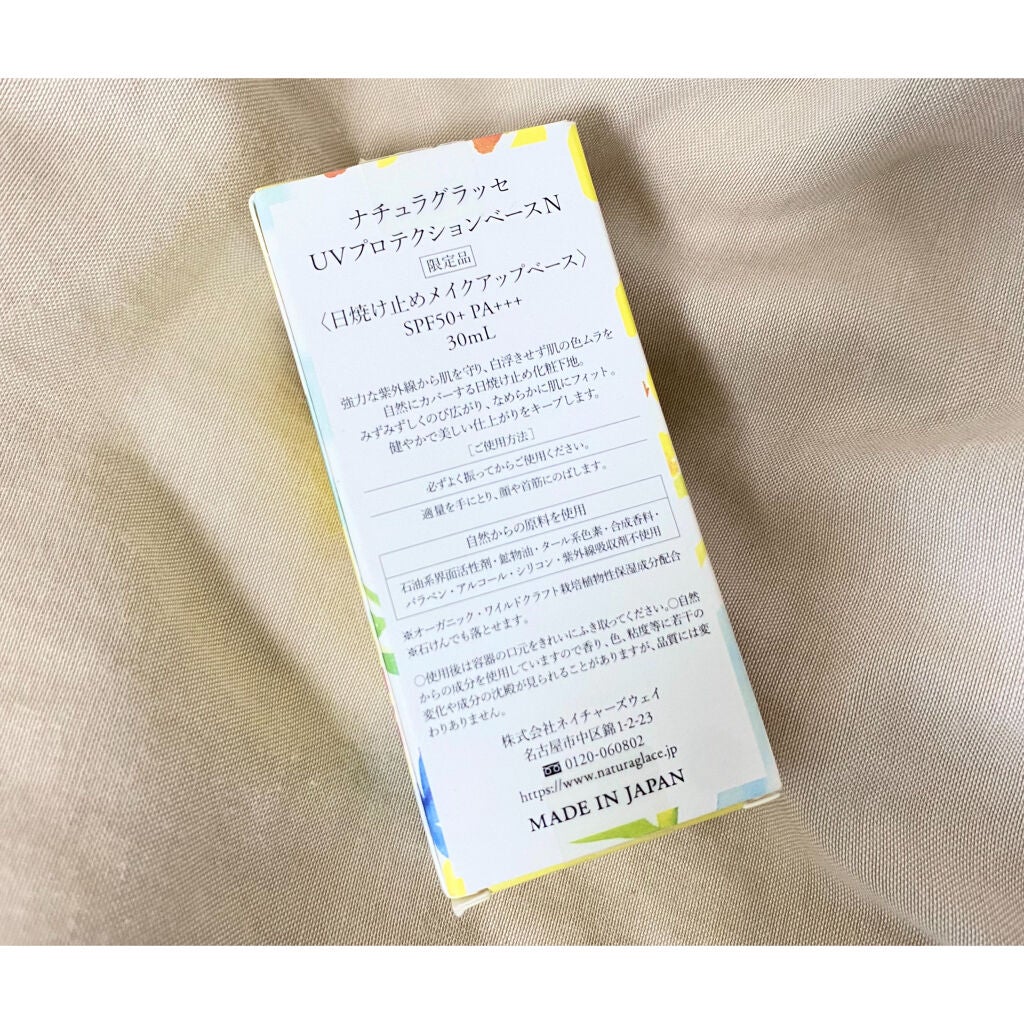 ナチュラグラッセ
UVプロテクションベースN
限定品
〈日焼け止めメイクアップベース〉
SPF50+ PA+++
30mL
強力な紫外線から肌を守り、白浮きせず肌の色ムラを
自然にカバーする日焼け止め化粧下地。
みずみずしくのび広がり、なめらかに肌にフィット。
健やかで美しい仕上がりをキープします。
[ご使用方法]
必ずよく振ってからご使用ください。
適量を手にとり、顔や首筋にのばします。
自然からの原料を使用
石油系界面活性剤・鉱物油・タール系色素・合成香料・
パラベン・アルコール・シリコン・紫外線吸収剤不使用
※オーガニック・ワイルドクラフト栽培植物性保湿成分配合
※石けんでも落とせます。
○使用後は容器の口元をきれいにふき取ってください。○自然
からの成分を使用していますので香り、色、粘度等に若干の
変化や成分の沈殿が見られることがありますが、品質には変
わりありません。
株式会社ネイチャーズウェイ
名古屋市中区錦1-2-23
0120-060802
https://www.naturaglace.jp
MADE IN JAPAN